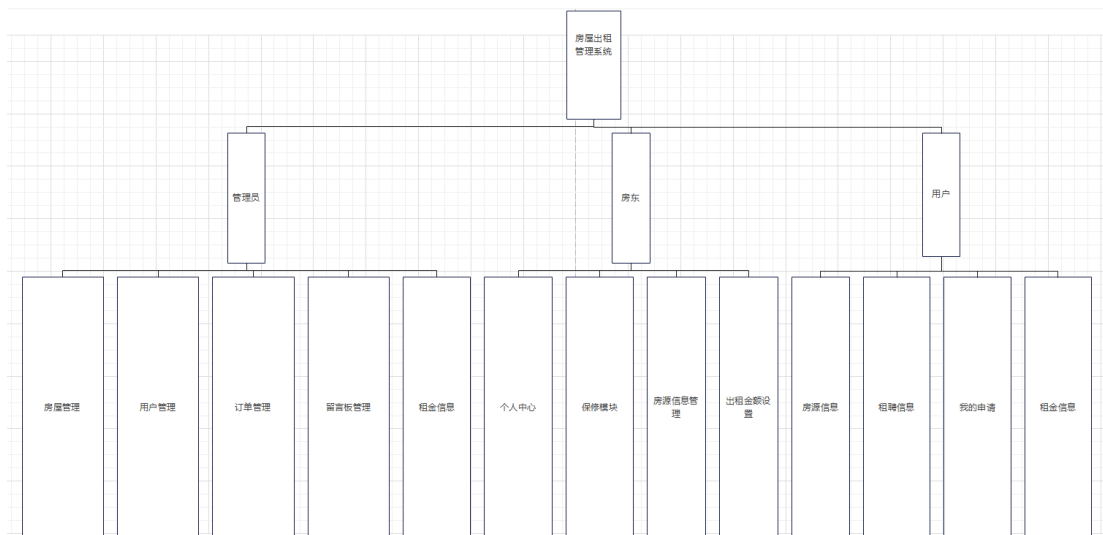 房屋出租
管理系统
管理员
房东
用户
房屋管理
用户管理
订单管理
留言板管理
租金信息
个人中心
保修模块
房源信息管
理
出租金额设
置
房源信息
租聘信息
我的申请
租金信息